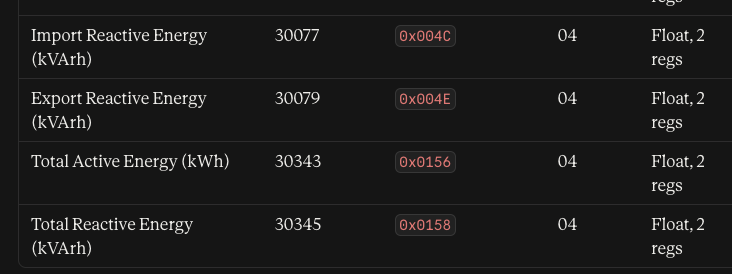 regs
Import Reactive Energy 30077 0x004C 04 Float, 2
(kVArh) regs
Export Reactive Energy 30079 0x004E 04 Float, 2
(kVArh) regs
Total Active Energy (kWh) 30343 0x0156 04 Float, 2
regs
Total Reactive Energy 30345 0x0158 04 Float, 2
(kVArh) regs